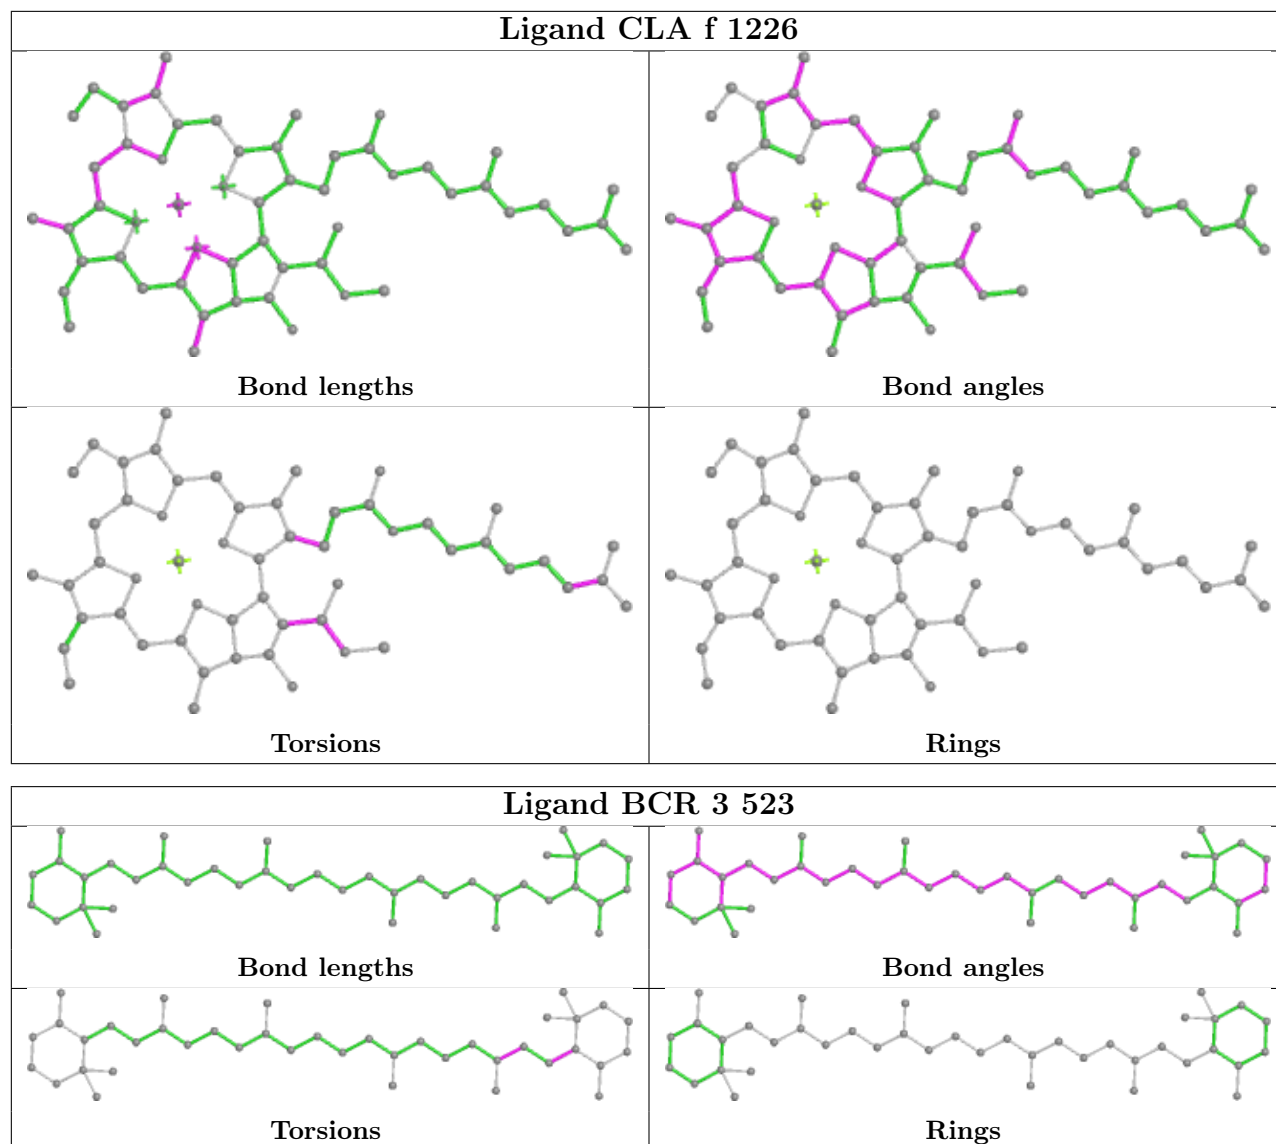 Ligand CLA f 1226
Bond lengths
Bond angles
Torsions
Rings
Ligand BCR 3 523
Bond lengths
Bond angles
Torsions
Rings